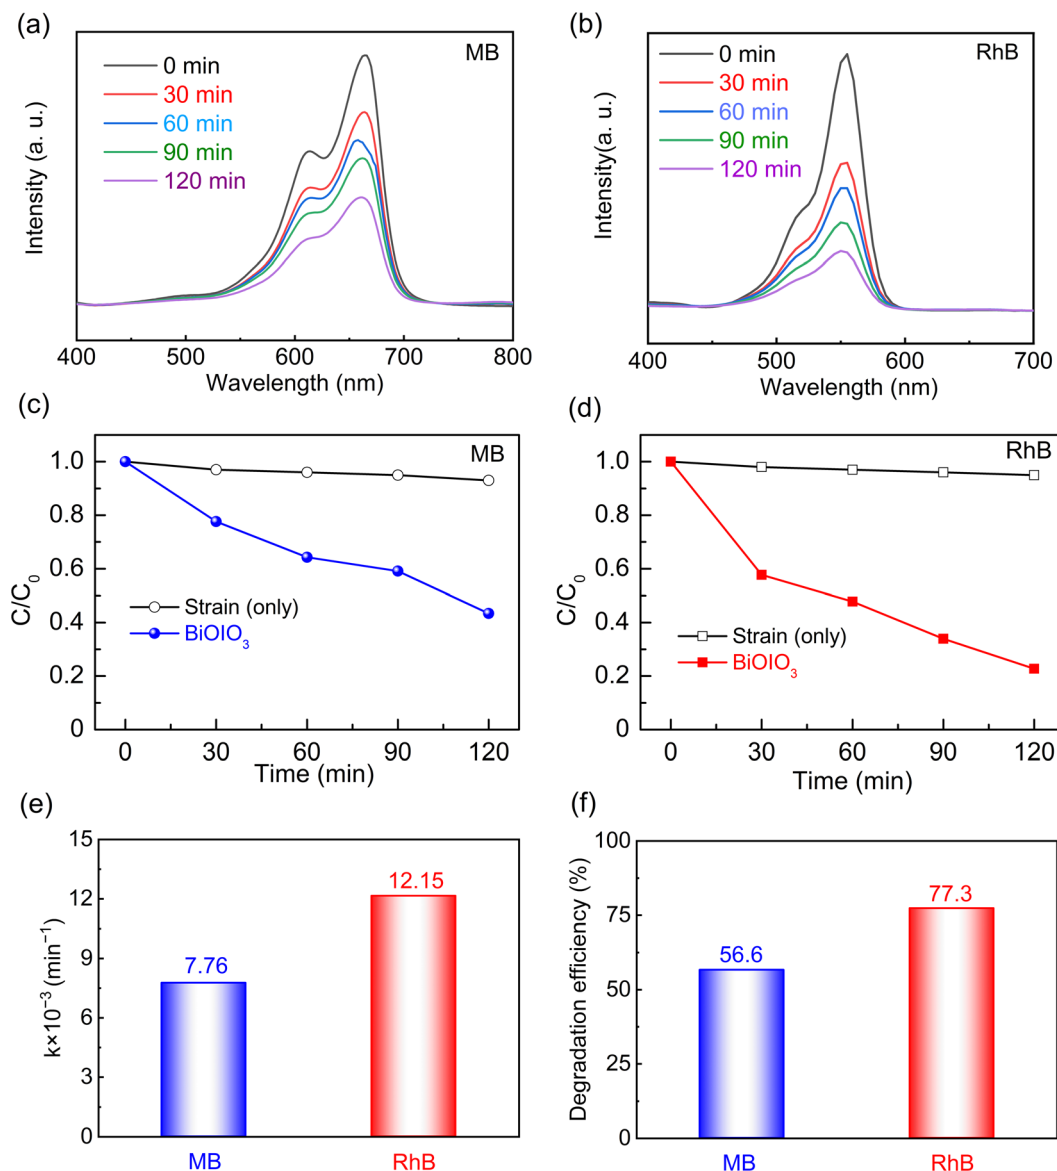 (a)
MB
0 min
30 min
60 min
90 min
120 min
Intensity (a. u.)
400 500 600 700 800
Wavelength (nm)
(b)
RhB
0 min
30 min
60 min
90 min
120 min
Intensity(a. u.)
400 500 600 700
Wavelength (nm)
(c)
MB
1.0
0.8
0.6
0.4
0.2
0
C/C₀
Strain (only)
BiOIO₃
0 30 60 90 120
Time (min)
(d)
RhB
1.0
0.8
0.6
0.4
0.2
0
C/C₀
Strain (only)
BiOIO₃
0 30 60 90 120
Time (min)
(e)
15
12
9
6
3
0
k×10⁻³ (min⁻¹)
7.76
12.15
MB RhB
(f)
100
75
50
25
0
Degradation efficiency (%)
56.6
77.3
MB RhB